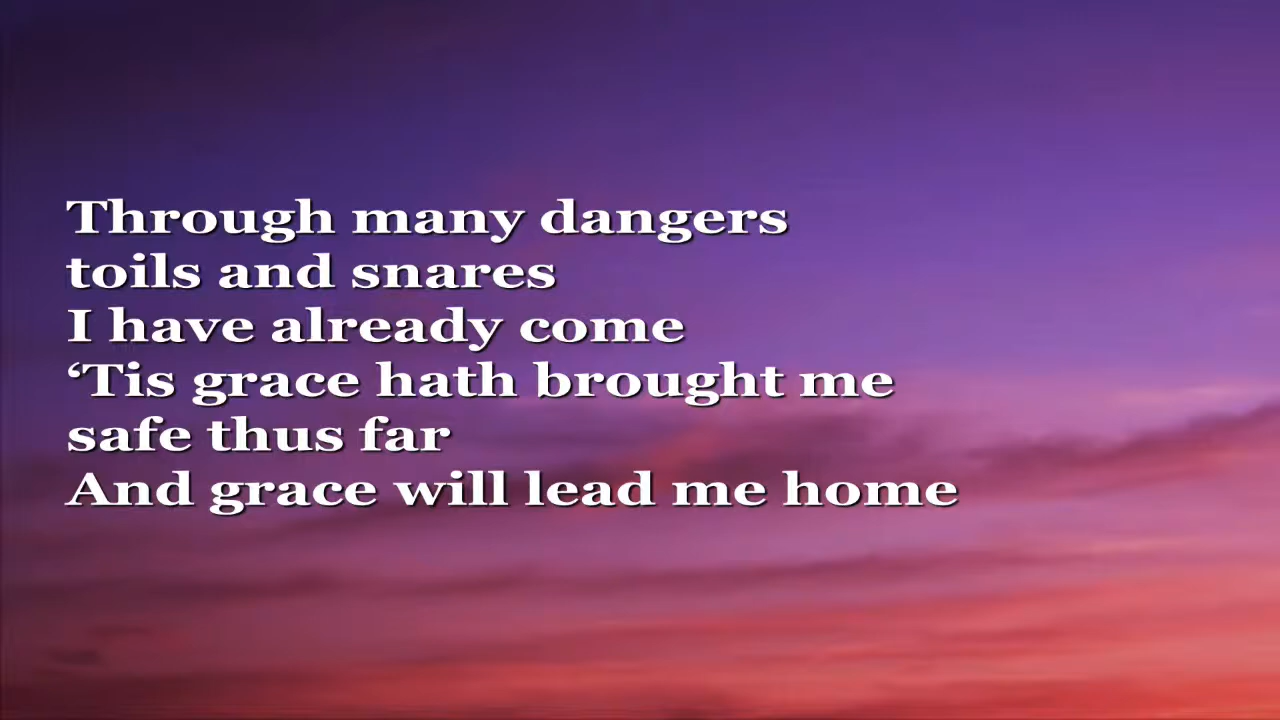 Through many dangers
toils and snares
I have already come
‘Tis grace hath brought me
safe thus far
And grace will lead me home